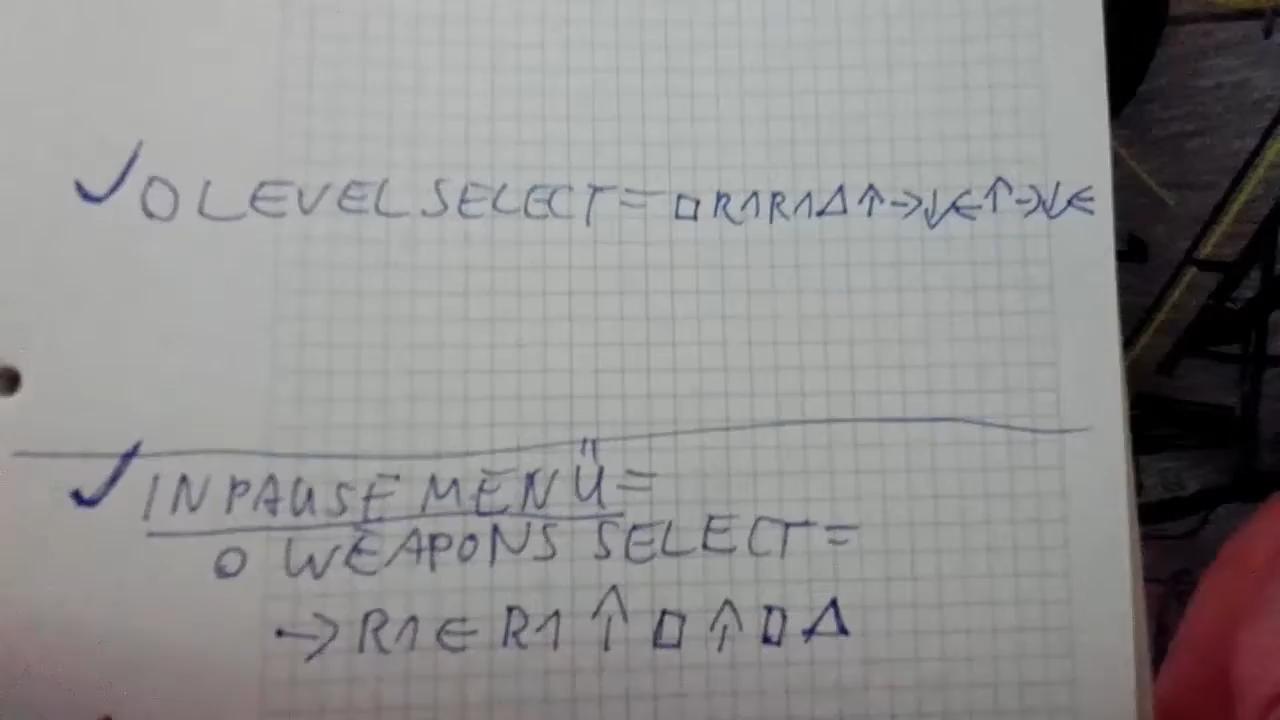 ✓ O LEVEL SELECT = □ R1 R1 △ ↑ → ↓ ← ↑ → ↓ ←
✓ IN PAUSE MENÜ =
O WEAPONS SELECT =
→ R1 ← R1 ↑ □ ↑ □ △